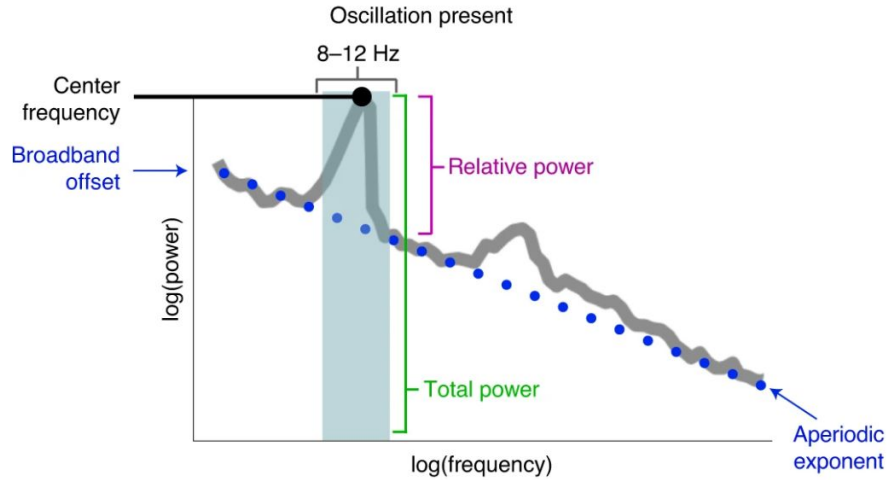 Oscillation present
8–12 Hz
Center
frequency
Broadband
offset
Relative power
log(power)
Total power
Aperiodic
exponent
log(frequency)